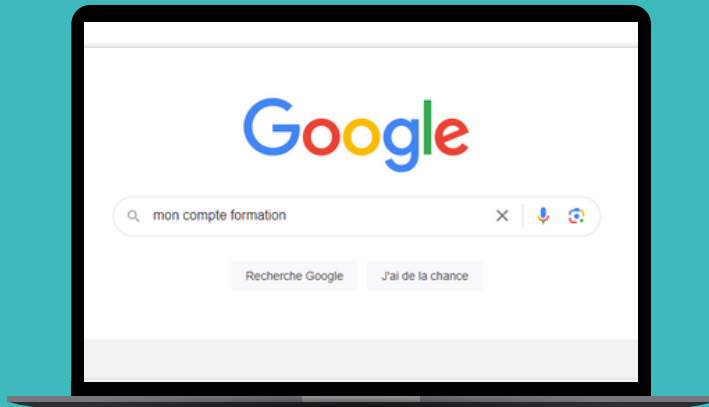 Google
mon compte formation
Recherche Google
J'ai de la chance